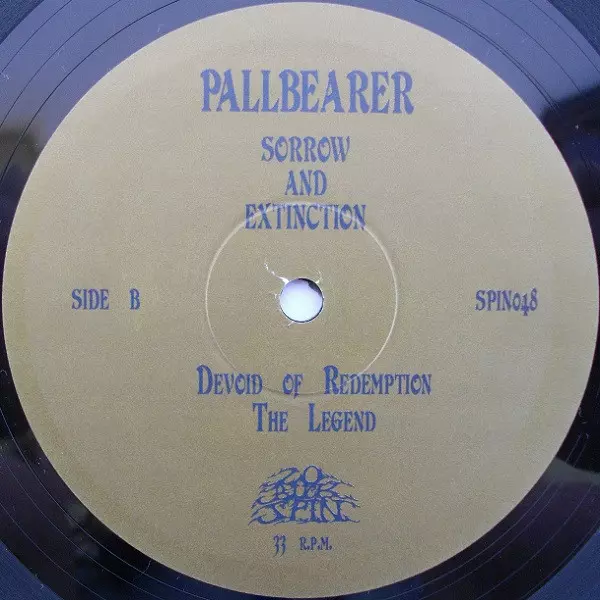 PALLBEARER
SORROW
AND
EXTINCTION
SIDE B
SPIN048
DEVOID OF REDEMPTION
THE LEGEND
20
BUCK
SPIN
33 R.P.M.